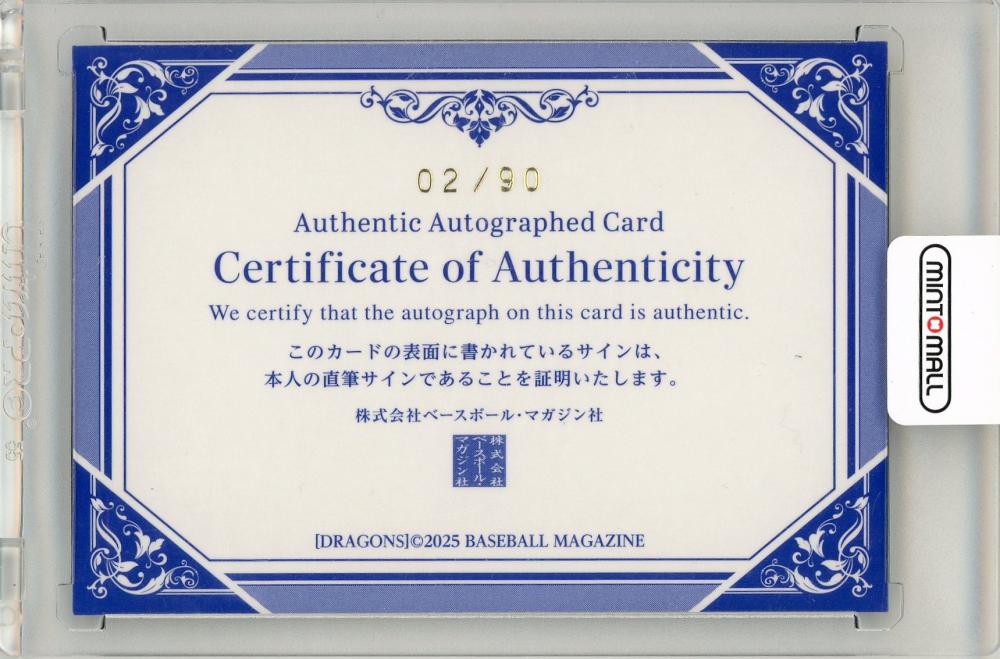 02/90
Authentic Autographed Card
Certificate of Authenticity
We certify that the autograph on this card is authentic.
このカードの表面に書かれているサインは、
本人の直筆サインであることを証明いたします。
株式会社ベースボール・マガジン社
株式会社
ベースボール・
マガジン社
[DRAGONS]©2025 BASEBALL MAGAZINE
MINT MALL